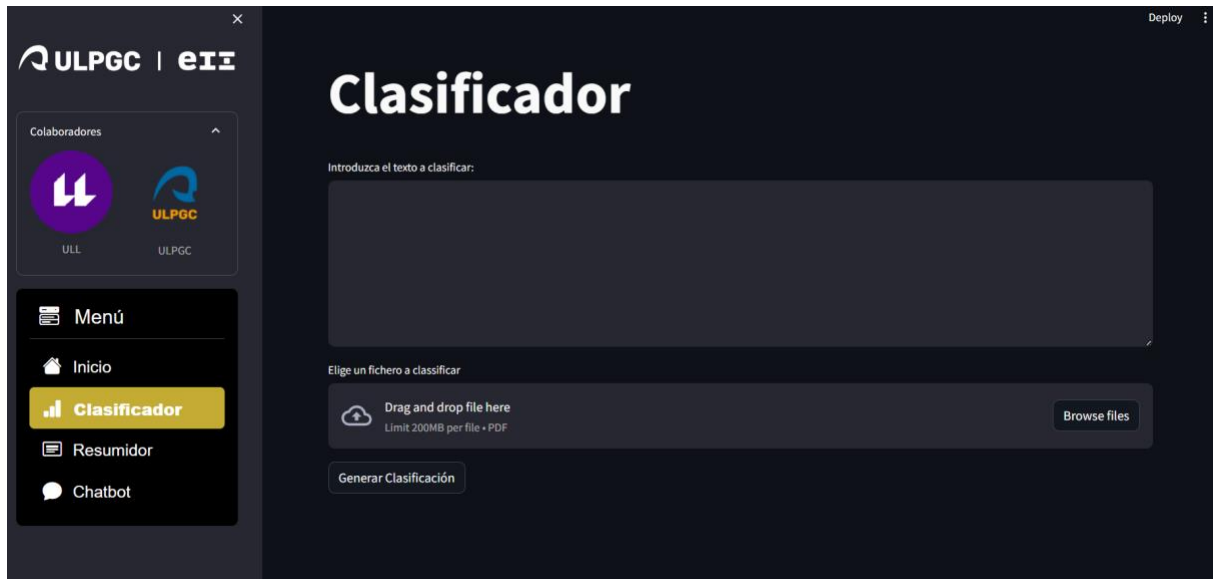 ×
ULPGC | eII
Colaboradores
ULPGC
ULL
ULPGC
Menú
Inicio
Clasificador
Resumidor
Chatbot
Deploy
Clasificador
Introduzca el texto a clasificar:
Elige un fichero a classificar
Drag and drop file here
Limit 200MB per file • PDF
Browse files
Generar Clasificación